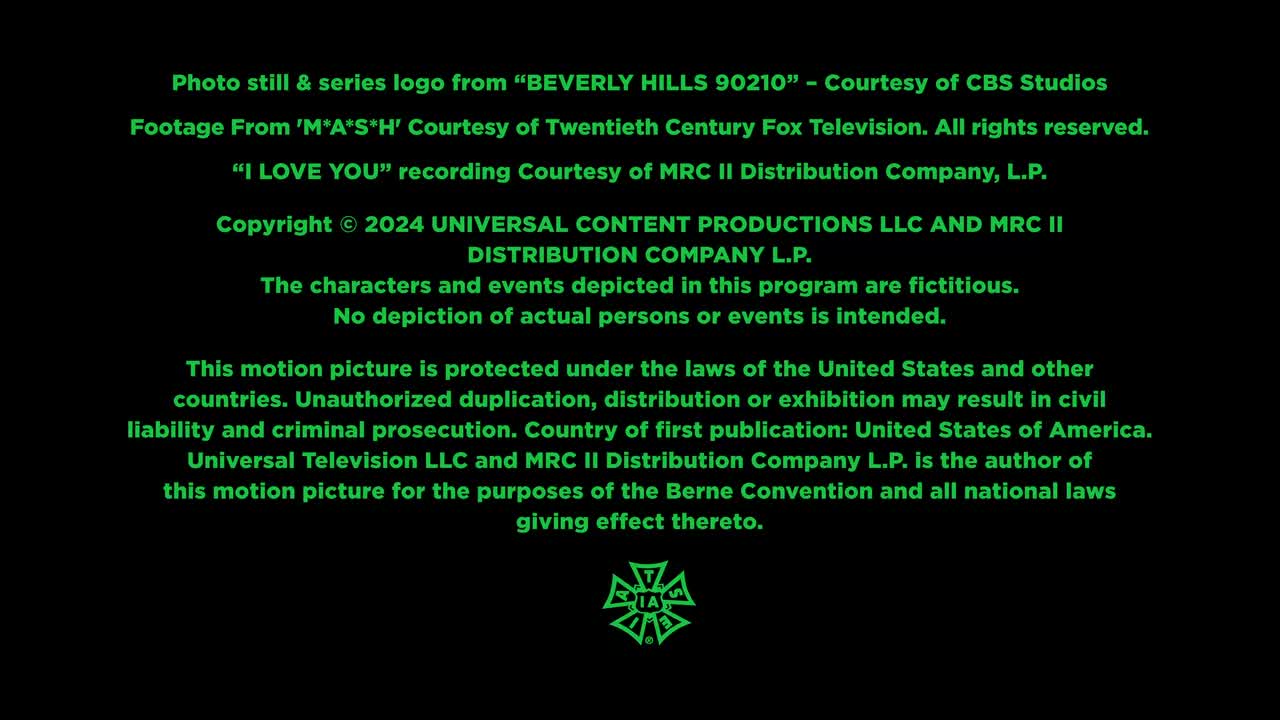 Photo still & series logo from “BEVERLY HILLS 90210” – Courtesy of CBS Studios
Footage From 'M*A*S*H' Courtesy of Twentieth Century Fox Television. All rights reserved.
“I LOVE YOU” recording Courtesy of MRC II Distribution Company, L.P.
Copyright © 2024 UNIVERSAL CONTENT PRODUCTIONS LLC AND MRC II
DISTRIBUTION COMPANY L.P.
The characters and events depicted in this program are fictitious.
No depiction of actual persons or events is intended.
This motion picture is protected under the laws of the United States and other
countries. Unauthorized duplication, distribution or exhibition may result in civil
liability and criminal prosecution. Country of first publication: United States of America.
Universal Television LLC and MRC II Distribution Company L.P. is the author of
this motion picture for the purposes of the Berne Convention and all national laws
giving effect thereto.
I A T S E
IA
®